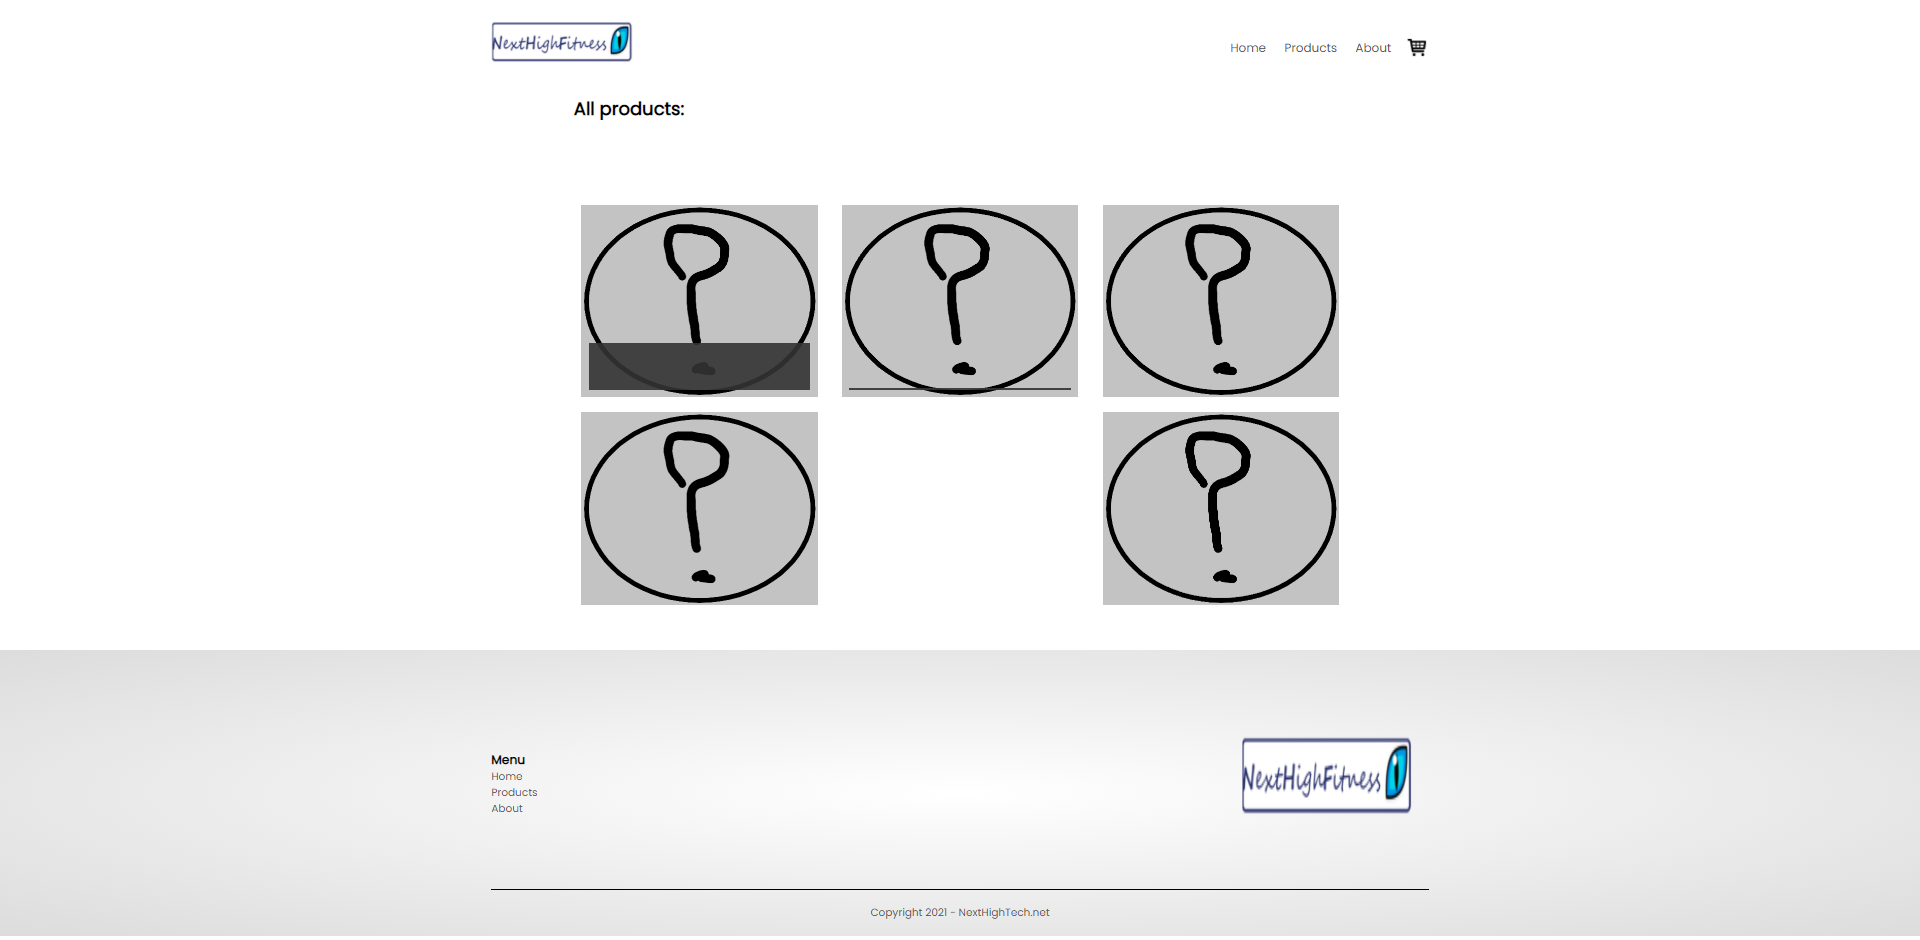 NextHighFitness
Home Products About
All products:
?
?
?
?
?
Menu
Home
Products
About
NextHighFitness
Copyright 2021 - NextHighTech.net